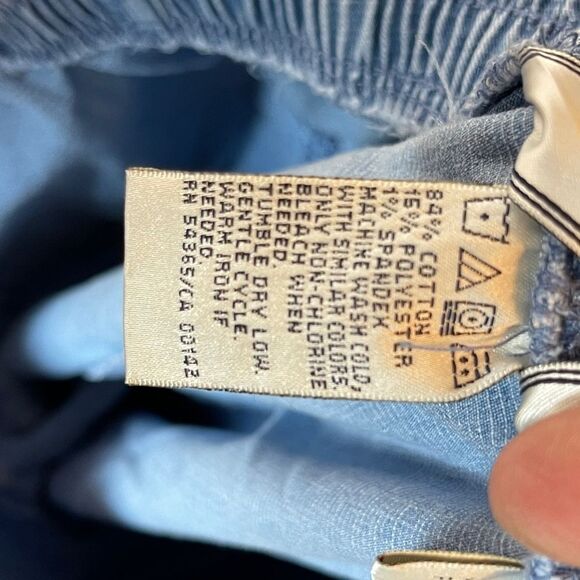 84% COTTON
15% POLYESTER
1% SPANDEX
MACHINE WASH COLD,
WITH SIMILAR COLORS,
ONLY NON-CHLORINE
BLEACH WHEN
NEEDED.
TUMBLE DRY LOW.
GENTLE CYCLE.
WARM IRON IF
NEEDED.
RN 54365/CA 00142